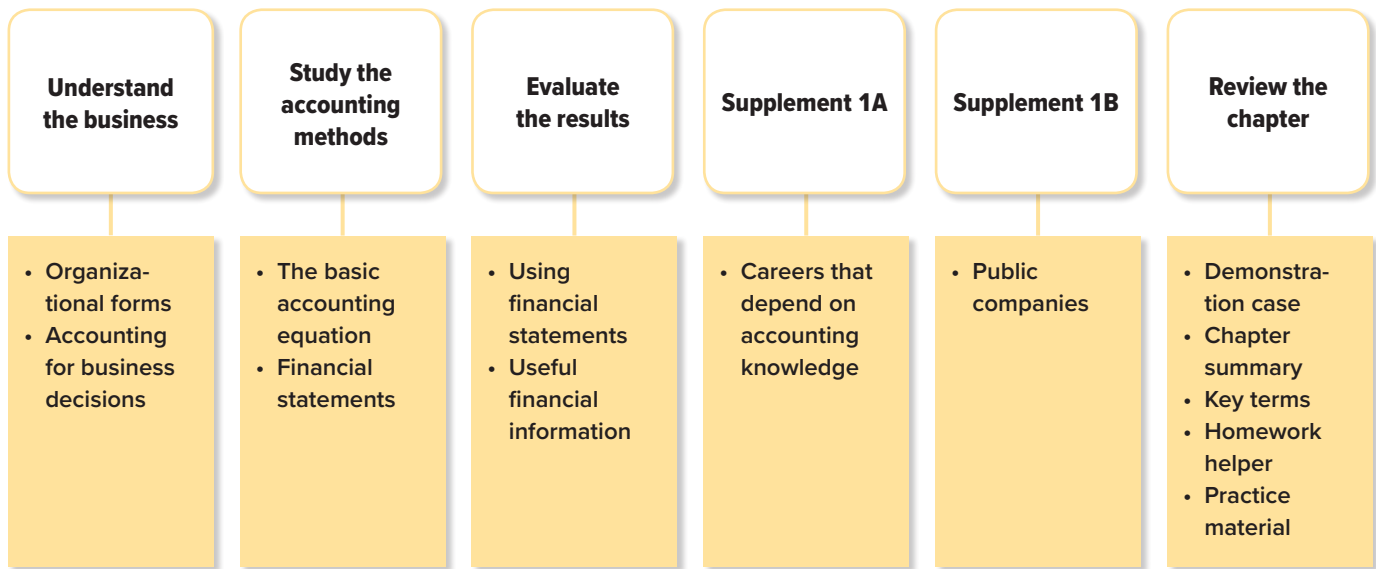 Understand
the business
Study the
accounting
methods
Evaluate
the results
Supplement 1A
Supplement 1B
Review the
chapter
• Organiza-
tional forms
• Accounting
for business
decisions
• The basic
accounting
equation
• Financial
statements
• Using
financial
statements
• Useful
financial
information
• Careers that
depend on
accounting
knowledge
• Public
companies
• Demonstra-
tion case
• Chapter
summary
• Key terms
• Homework
helper
• Practice
material